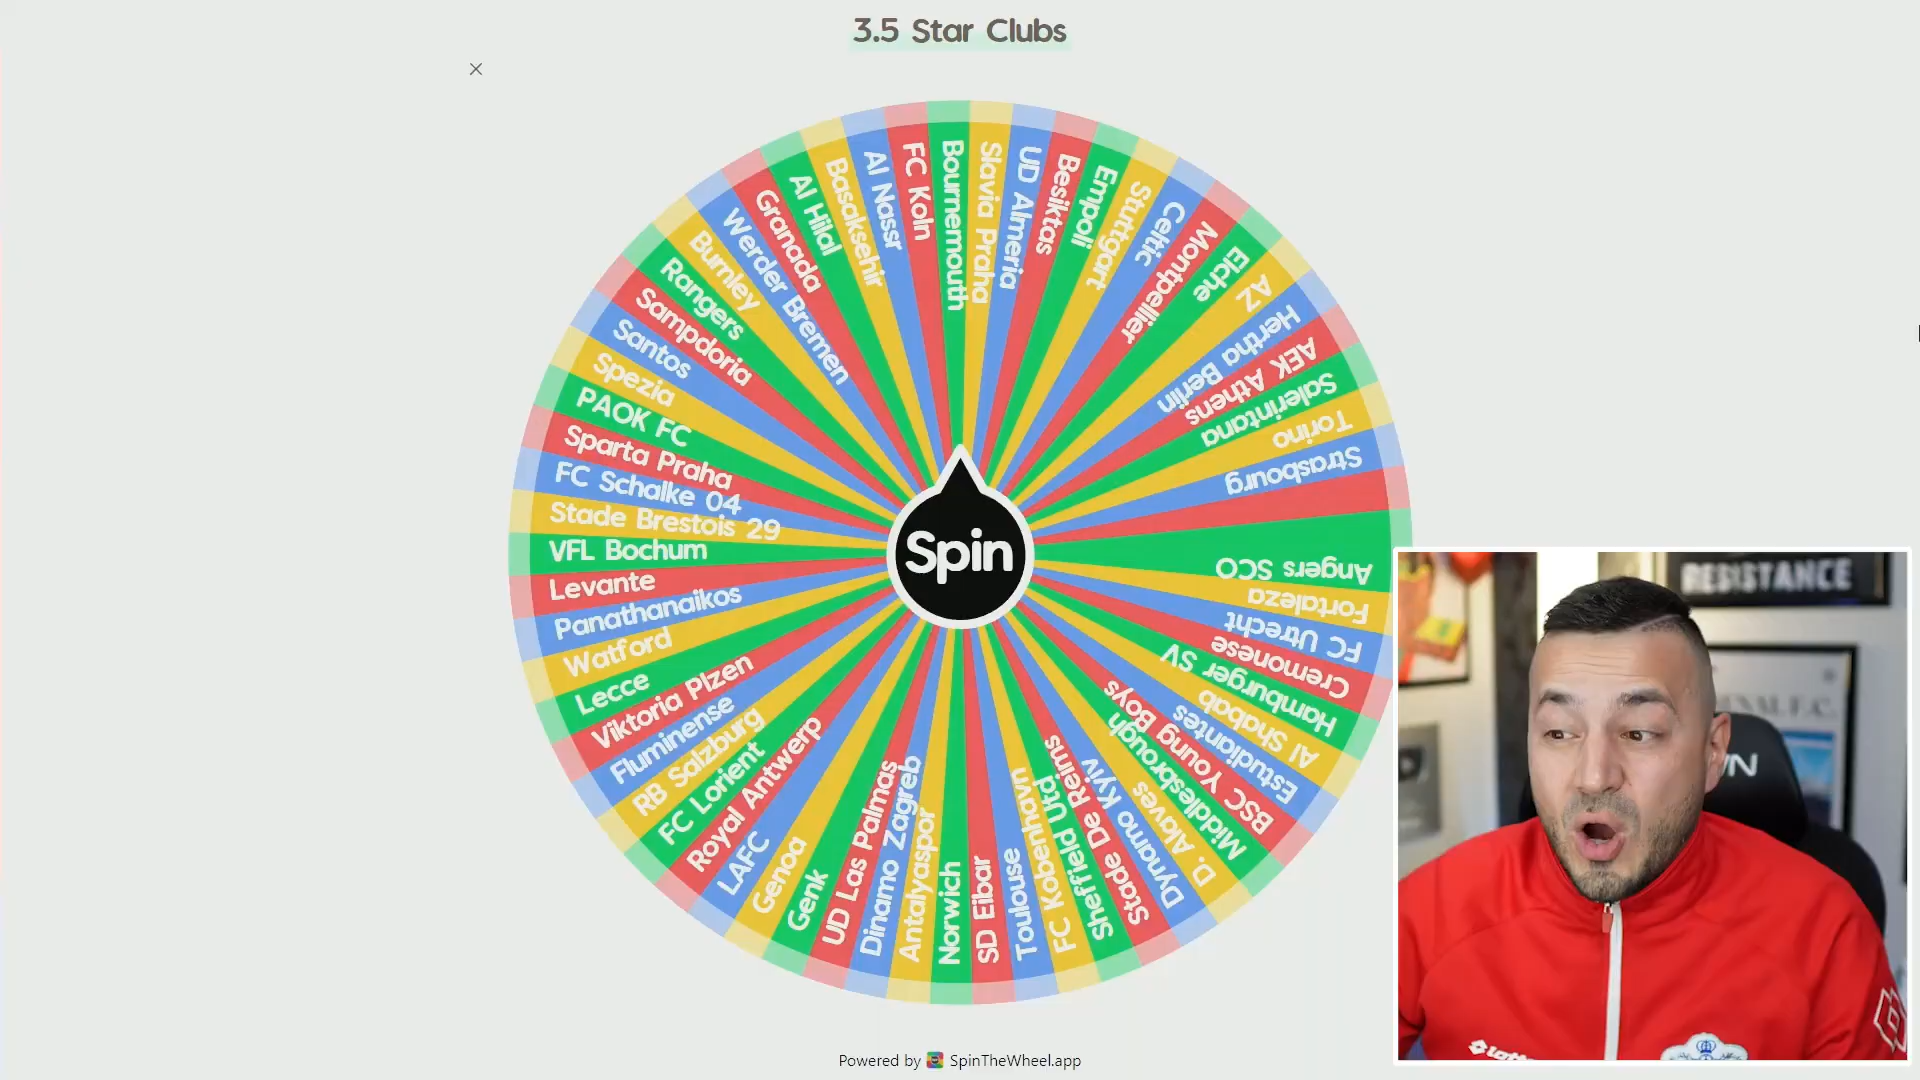 3.5 Star Clubs
Bournemouth
Slavia Praha
UD Almeria
Besiktas
Empoli
Stuttgart
Celtic
Montpellier
Elche
AZ
Hertha Berlin
AEK Athens
Salerintana
Torino
Strasbourg
Angers SCO
Fortaleza
FC Utrecht
Cremonese
Hamburger SV
Al Shabab
Estudiantes
BSC Young Boys
Middlesbrough
D. Alaves
Dynamo Kyiv
Stade De Reims
Sheffield Utd
FC Kobenhavn
Toulouse
SD Eibar
Norwich
Antalyaspor
Dinamo Zagreb
UD Las Palmas
Genk
Genoa
LAFC
Royal Antwerp
FC Lorient
RB Salzburg
Fluminense
Viktoria Plzen
Lecce
Watford
Panathanaikos
Levante
VFL Bochum
Stade Brestois 29
FC Schalke 04
Sparta Praha
PAOK FC
Spezia
Santos
Sampdoria
Rangers
Burnley
Werder Bremen
Granada
Al Hilal
Basaksehir
Al Nassr
FC Koln
Spin
RESISTANCE
Powered by SpinTheWheel.app